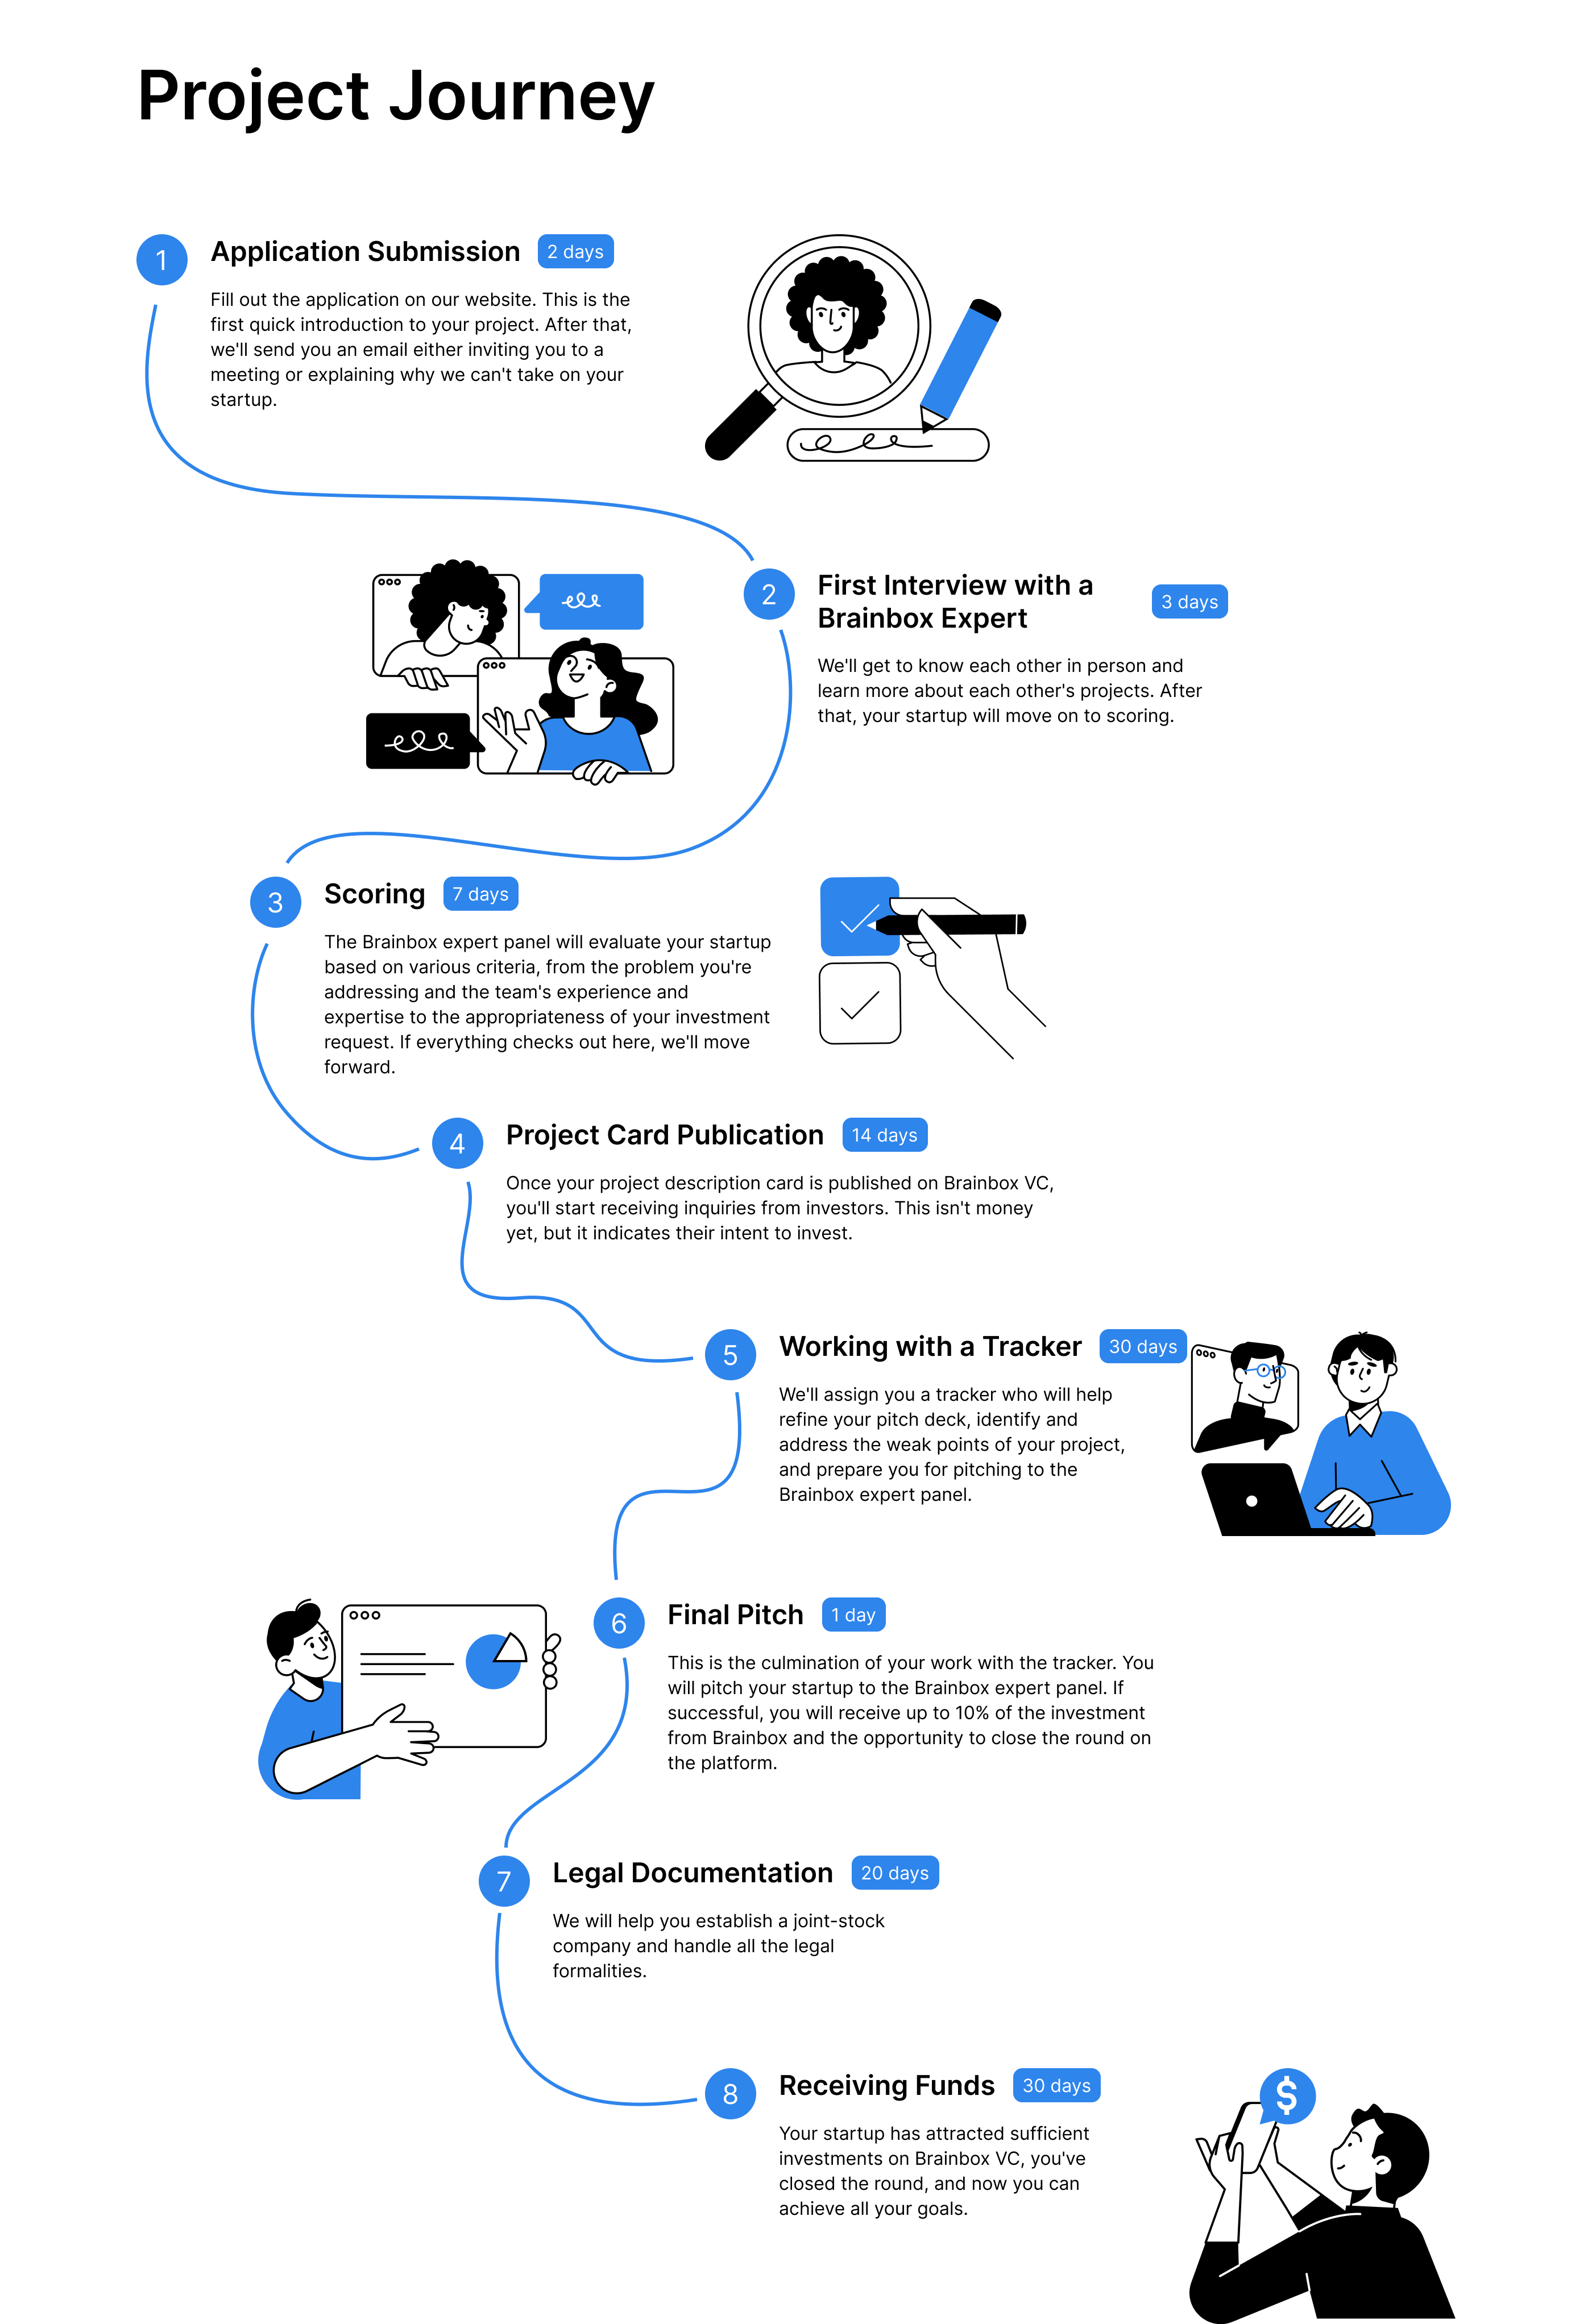 Project Journey
1
Application Submission 2 days
Fill out the application on our website. This is the
first quick introduction to your project. After that,
we'll send you an email either inviting you to a
meeting or explaining why we can't take on your
startup.
2
First Interview with a
Brainbox Expert
3 days
We'll get to know each other in person and
learn more about each other's projects. After
that, your startup will move on to scoring.
3
Scoring 7 days
The Brainbox expert panel will evaluate your startup
based on various criteria, from the problem you're
addressing and the team's experience and
expertise to the appropriateness of your investment
request. If everything checks out here, we'll move
forward.
4
Project Card Publication 14 days
Once your project description card is published on Brainbox VC,
you'll start receiving inquiries from investors. This isn't money
yet, but it indicates their intent to invest.
5
Working with a Tracker 30 days
We'll assign you a tracker who will help
refine your pitch deck, identify and
address the weak points of your project,
and prepare you for pitching to the
Brainbox expert panel.
6
Final Pitch 1 day
This is the culmination of your work with the tracker. You
will pitch your startup to the Brainbox expert panel. If
successful, you will receive up to 10% of the investment
from Brainbox and the opportunity to close the round on
the platform.
7
Legal Documentation 20 days
We will help you establish a joint-stock
company and handle all the legal
formalities.
8
Receiving Funds 30 days
Your startup has attracted sufficient
investments on Brainbox VC, you've
closed the round, and now you can
achieve all your goals.
$